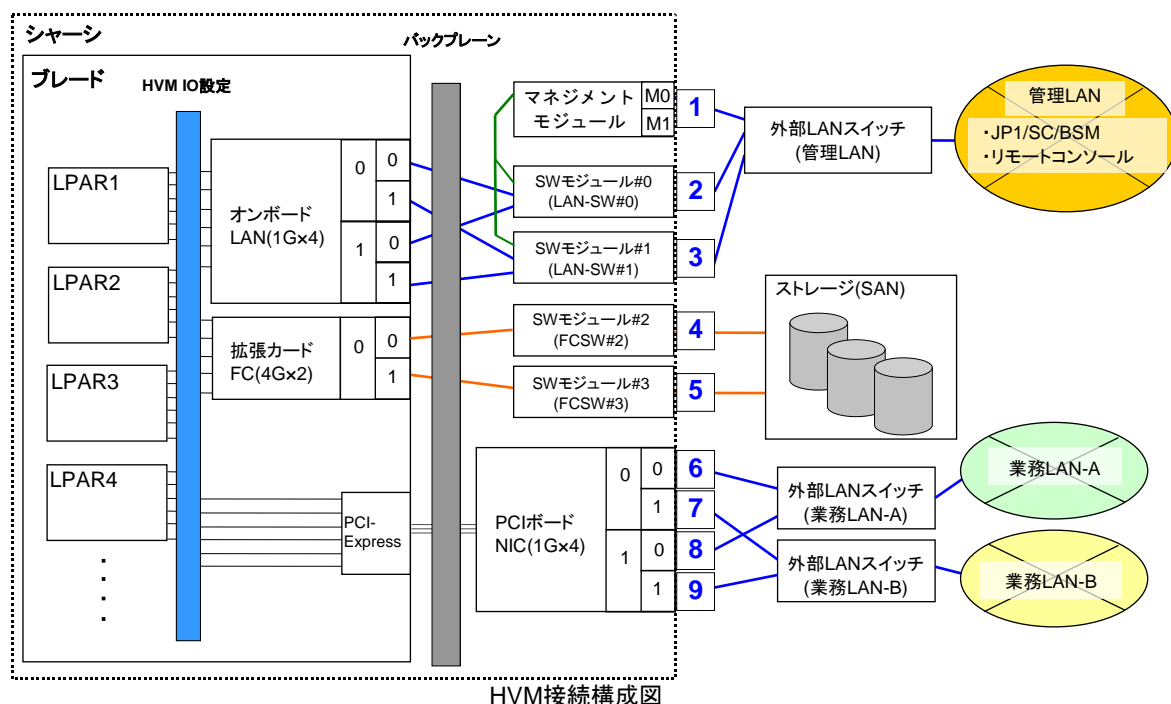 シャーシ
バックプレーン
ブレード
HVM IO設定
LPAR1
LPAR2
LPAR3
LPAR4
・
・
・
・
オンボード
LAN(1G×4)
0
0
1
1
0
1
拡張カード
FC(4G×2)
0
0
1
PCI-
Express
マネジメント
モジュール
M0
M1
SWモジュール#0
(LAN-SW#0)
SWモジュール#1
(LAN-SW#1)
SWモジュール#2
(FCSW#2)
SWモジュール#3
(FCSW#3)
PCIボード
NIC(1G×4)
0
0
1
1
0
1
1
2
3
4
5
6
7
8
9
外部LANスイッチ
(管理LAN)
管理LAN
・JP1/SC/BSM
・リモートコンソール
ストレージ(SAN)
外部LANスイッチ
(業務LAN-A)
業務LAN-A
外部LANスイッチ
(業務LAN-B)
業務LAN-B
HVM接続構成図